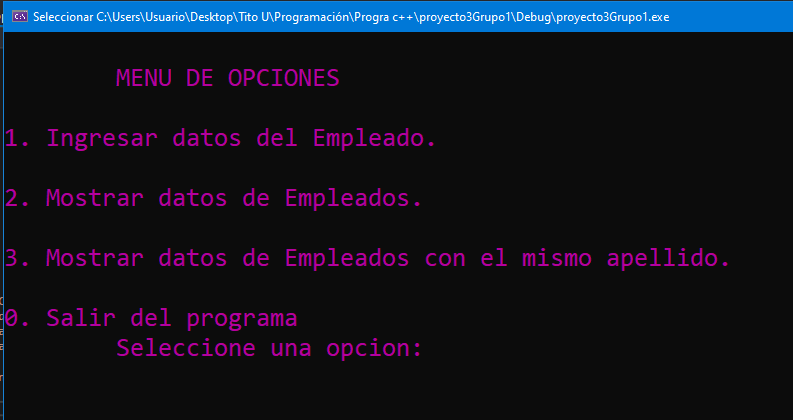 Seleccionar C:\Users\Usuario\Desktop\Tito U\Programación\Progra c++\proyecto3Grupo1\Debug\proyecto3Grupo1.exe
MENU DE OPCIONES
1. Ingresar datos del Empleado.
2. Mostrar datos de Empleados.
3. Mostrar datos de Empleados con el mismo apellido.
0. Salir del programa
Seleccione una opcion: